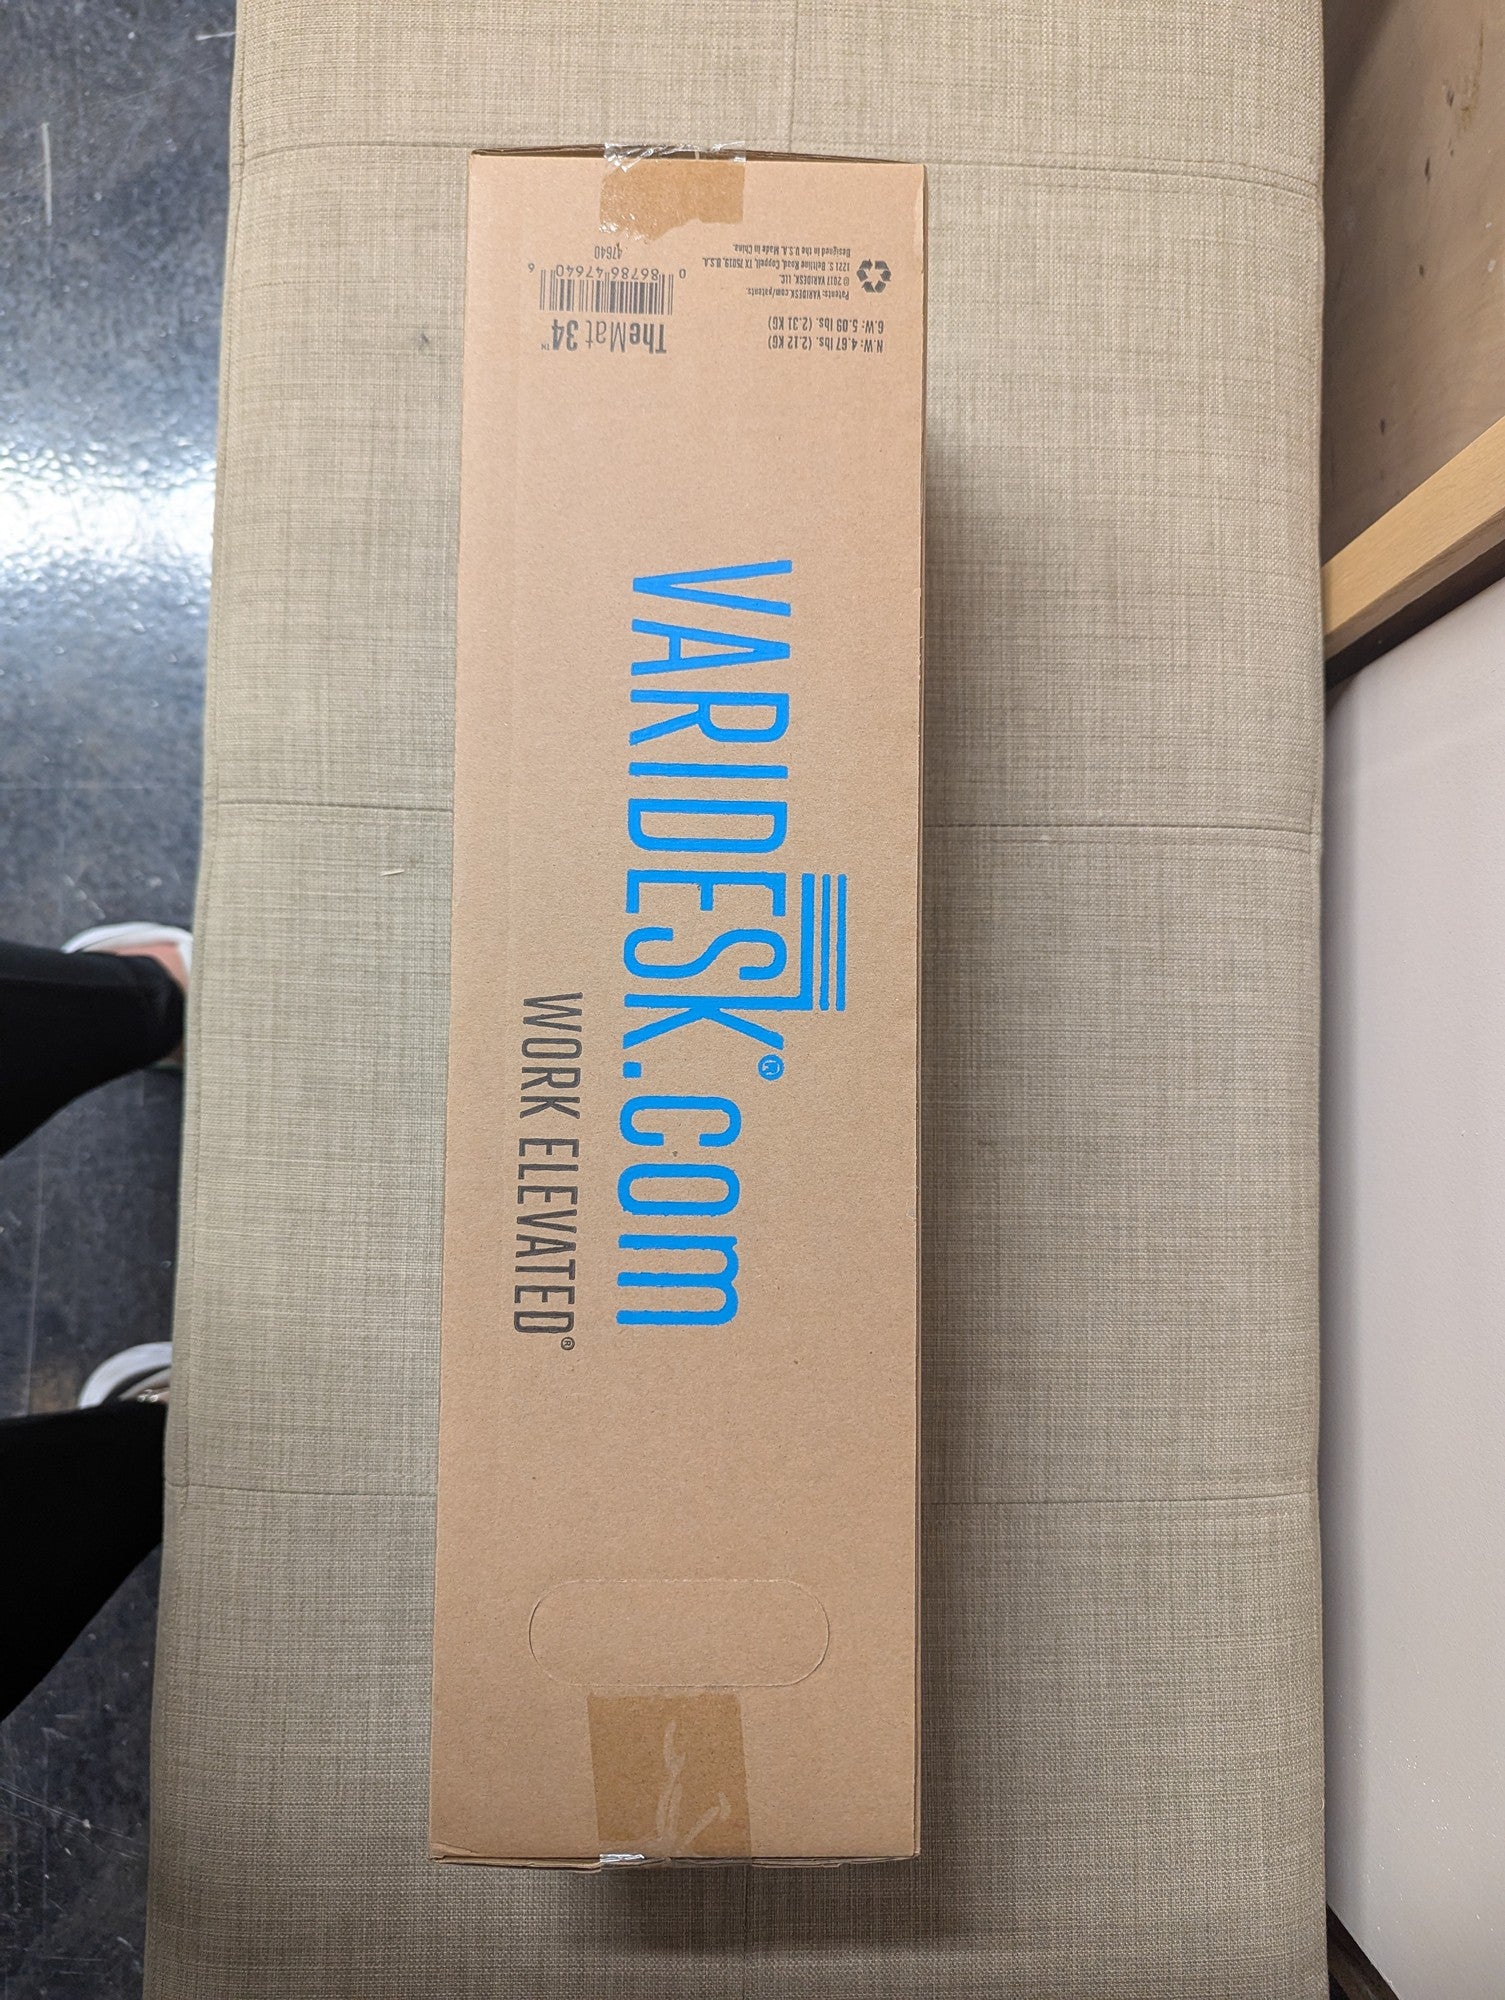 VARIDESK®.com
WORK ELEVATED®
TheMat 34™
0 86786 47640 6
47640
N.W: 4.67 lbs. (2.12 KG)
G.W: 5.09 lbs. (2.31 KG)
Patents: VARIDESK.com/patents.
© 2017 VARIDESK, LLC.
1221 S. Beltline Road, Coppell, TX 75019, U.S.A.
Designed in the U.S.A. Made in China.